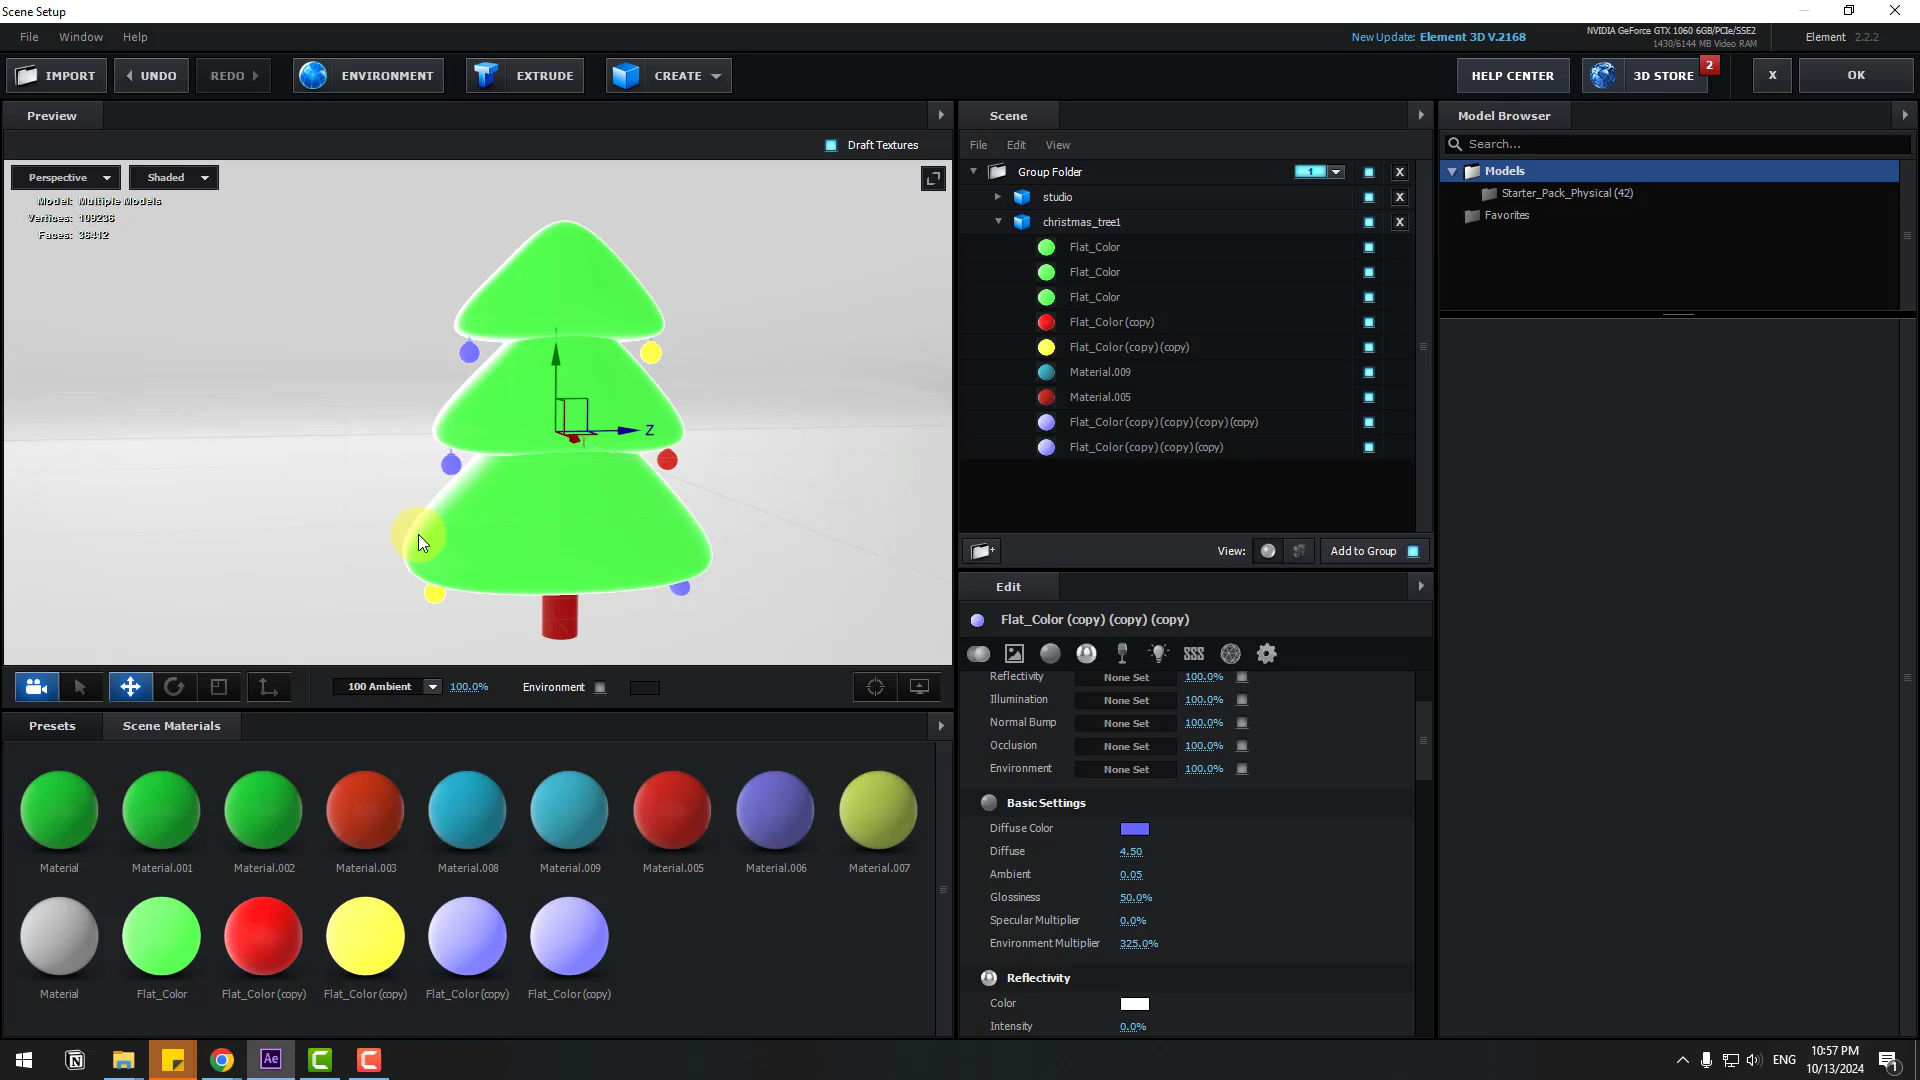 Scene Setup
File Window Help
New Update: Element 3D V.2168
NVIDIA GeForce GTX 1060 6GB/PCIe/SSE2
1430/6144 MB Video RAM
Element 2.2.2
IMPORT UNDO REDO ENVIRONMENT EXTRUDE CREATE HELP CENTER 3D STORE 2 X OK
Preview
Draft Textures
Perspective Shaded
Model: Multiple Models
Vertices: 109236
Faces: 36412
Z
100 Ambient 100.0% Environment
Presets Scene Materials
Material Material.001 Material.002 Material.003 Material.008 Material.009 Material.005 Material.006 Material.007
Material Flat_Color Flat_Color (copy) Flat_Color (copy) Flat_Color (copy) Flat_Color (copy)
Scene
File Edit View
Group Folder 1 X
studio X
christmas_tree1 X
Flat_Color
Flat_Color
Flat_Color
Flat_Color (copy)
Flat_Color (copy) (copy)
Material.009
Material.005
Flat_Color (copy) (copy) (copy) (copy)
Flat_Color (copy) (copy) (copy)
View: Add to Group
Edit
Flat_Color (copy) (copy) (copy)
Reflectivity None Set 100.0%
Illumination None Set 100.0%
Normal Bump None Set 100.0%
Occlusion None Set 100.0%
Environment None Set 100.0%
Basic Settings
Diffuse Color
Diffuse 4.50
Ambient 0.05
Glossiness 50.0%
Specular Multiplier 0.0%
Environment Multiplier 325.0%
Reflectivity
Color
Intensity 0.0%
Model Browser
Search...
Models
Starter_Pack_Physical (42)
Favorites
Ae
ENG
10:57 PM
10/13/2024
1